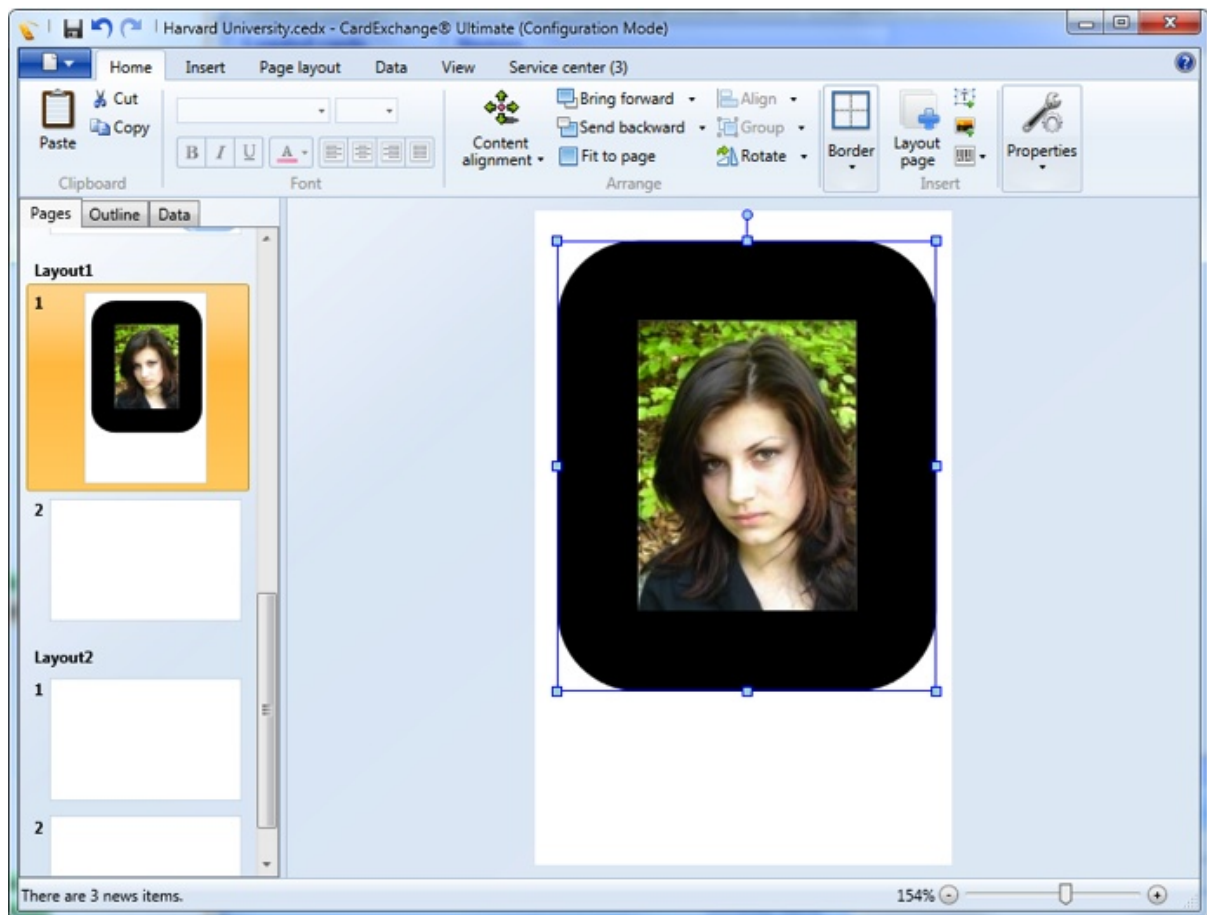 Harvard University.cedx - CardExchange® Ultimate (Configuration Mode)
Home Insert Page layout Data View Service center (3)
Paste
Cut
Copy
Clipboard
B I U A
Font
Content
alignment
Bring forward
Send backward
Fit to page
Align
Group
Rotate
Arrange
Border
Layout
page
Insert
Properties
Pages Outline Data
Layout1
1
2
Layout2
1
2
There are 3 news items.
154%